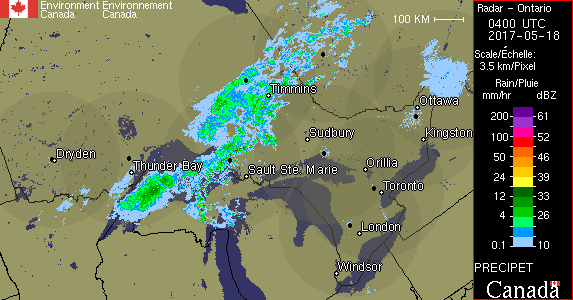 Environment Environnement
Canada Canada
100 KM
Timmins
Ottawa
Sudbury
Kingston
Dryden
Thunder Bay
Sault Ste. Marie
Orillia
Toronto
London
Windsor
Radar - Ontario
0400 UTC
2017-05-18
Scale/Échelle:
3.5 km/Pixel
Rain/Pluie
mm/hr dBZ
200 61
100 52
50 46
24 39
12 33
4 26
0.1 10
PRECIPET
Canada